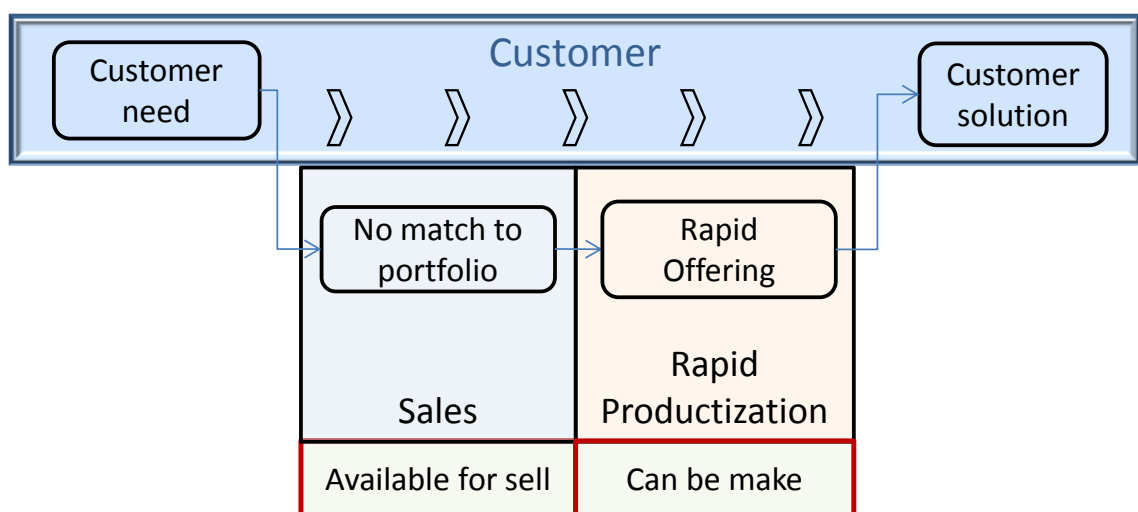 Customer
Customer
need
Customer
solution
No match to
portfolio
Rapid
Offering
Sales
Rapid
Productization
Available for sell
Can be make